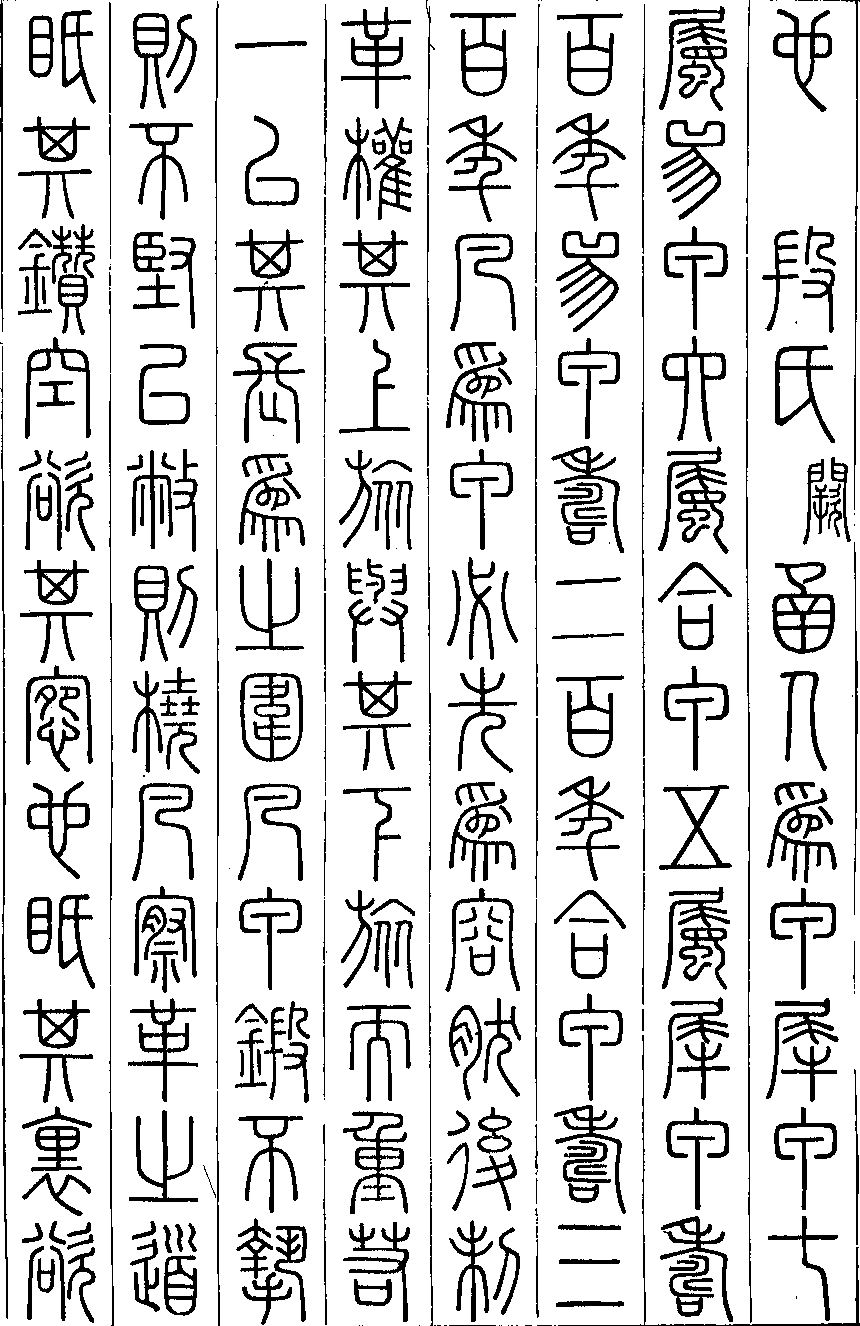 也　段氏闕函人爲甲犀甲七
屬兕甲六屬合甲五屬犀甲壽
百年兕甲壽二百年合甲壽三
百年凡爲甲必先爲容然後制
革權其上旅與其下旅而重若
一以其長爲之圍凡甲鍛不摯
則不堅已敝則橈凡察革之道
眡其鑽空欲其惌也眡其裏欲